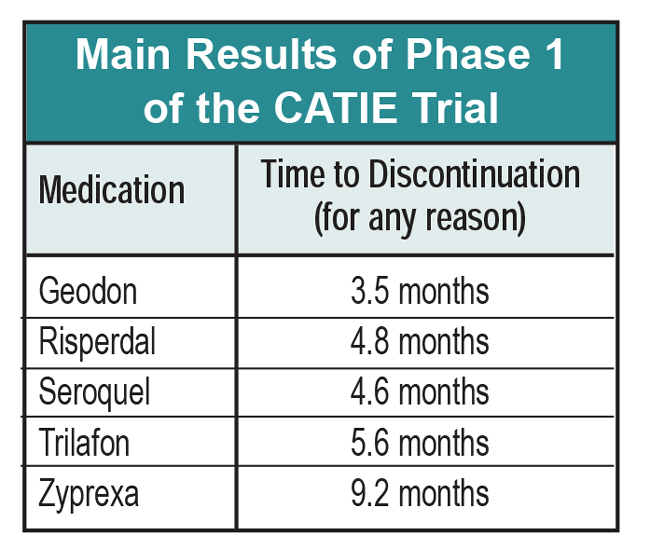 Main Results of Phase 1
of the CATIE Trial
Medication
Time to Discontinuation
(for any reason)
Geodon 3.5 months
Risperdal 4.8 months
Seroquel 4.6 months
Trilafon 5.6 months
Zyprexa 9.2 months